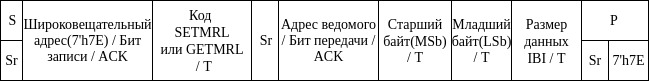 S
Sr
Широковещательный
адрес(7'h7E) / Бит
записи / ACK
Код
SETMRL
или GETMRL
/ T
Sr
Адрес ведомого
/ Бит передачи /
ACK
Старший
байт(MSb)
/ T
Младший
байт(LSb)
/ T
Размер
данных
IBI / T
P
Sr
7'h7E